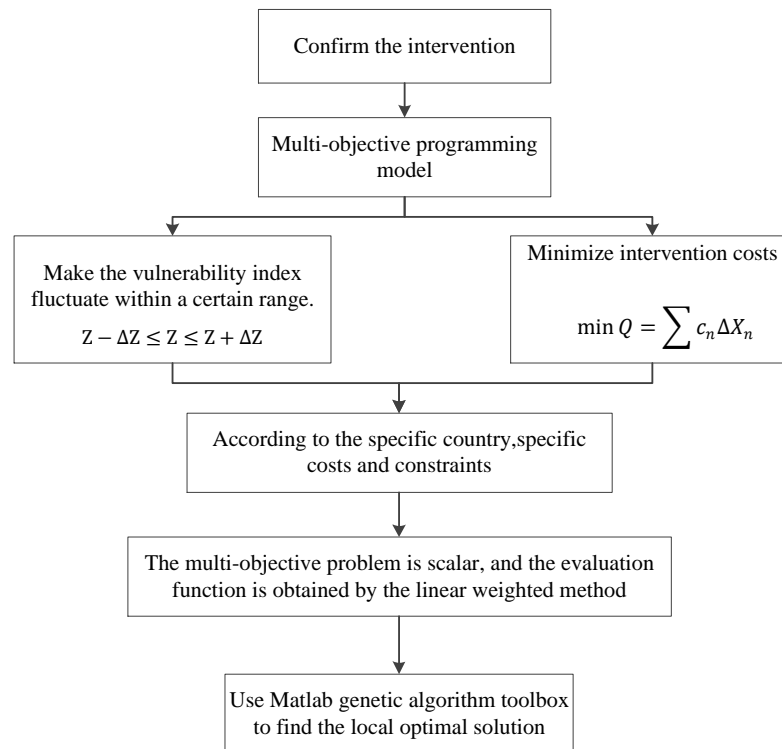 Confirm the intervention
Multi-objective programming
model
Make the vulnerability index
fluctuate within a certain range.
Z − ΔZ ≤ Z ≤ Z + ΔZ
Minimize intervention costs
min Q = ∑ cₙΔXₙ
According to the specific country,specific
costs and constraints
The multi-objective problem is scalar, and the evaluation
function is obtained by the linear weighted method
Use Matlab genetic algorithm toolbox
to find the local optimal solution